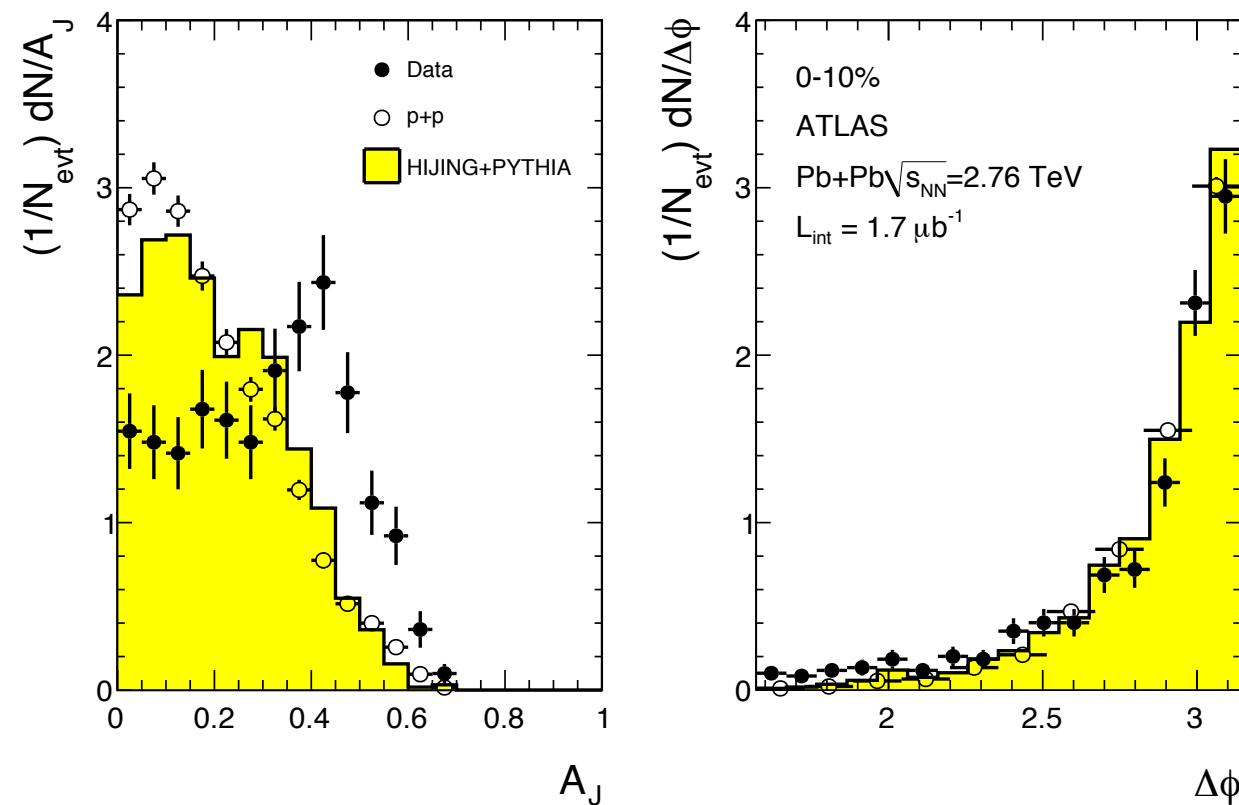 (1/N_evt) dN/A_J
4
3
2
1
0
Data
p+p
HIJING+PYTHIA
0 0.2 0.4 0.6 0.8 1
A_J
(1/N_evt) dN/Δϕ
4
3
2
1
0
0-10%
ATLAS
Pb+Pb √s_NN=2.76 TeV
L_int = 1.7 μb⁻¹
2 2.5 3
Δϕ